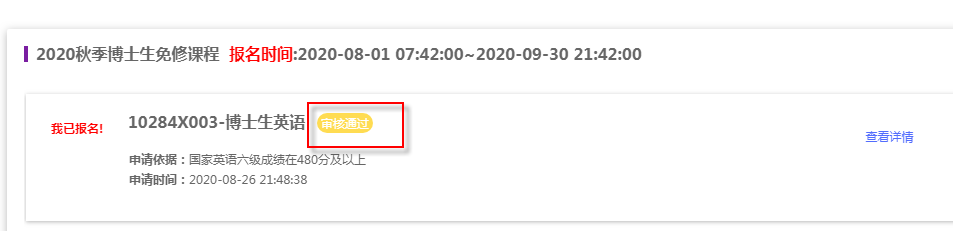 2020秋季博士生免修课程 报名时间:2020-08-01 07:42:00~2020-09-30 21:42:00
我已报名! 10284X003-博士生英语 审核通过
查看详情
申请依据：国家英语六级成绩在480分及以上
申请时间：2020-08-26 21:48:38